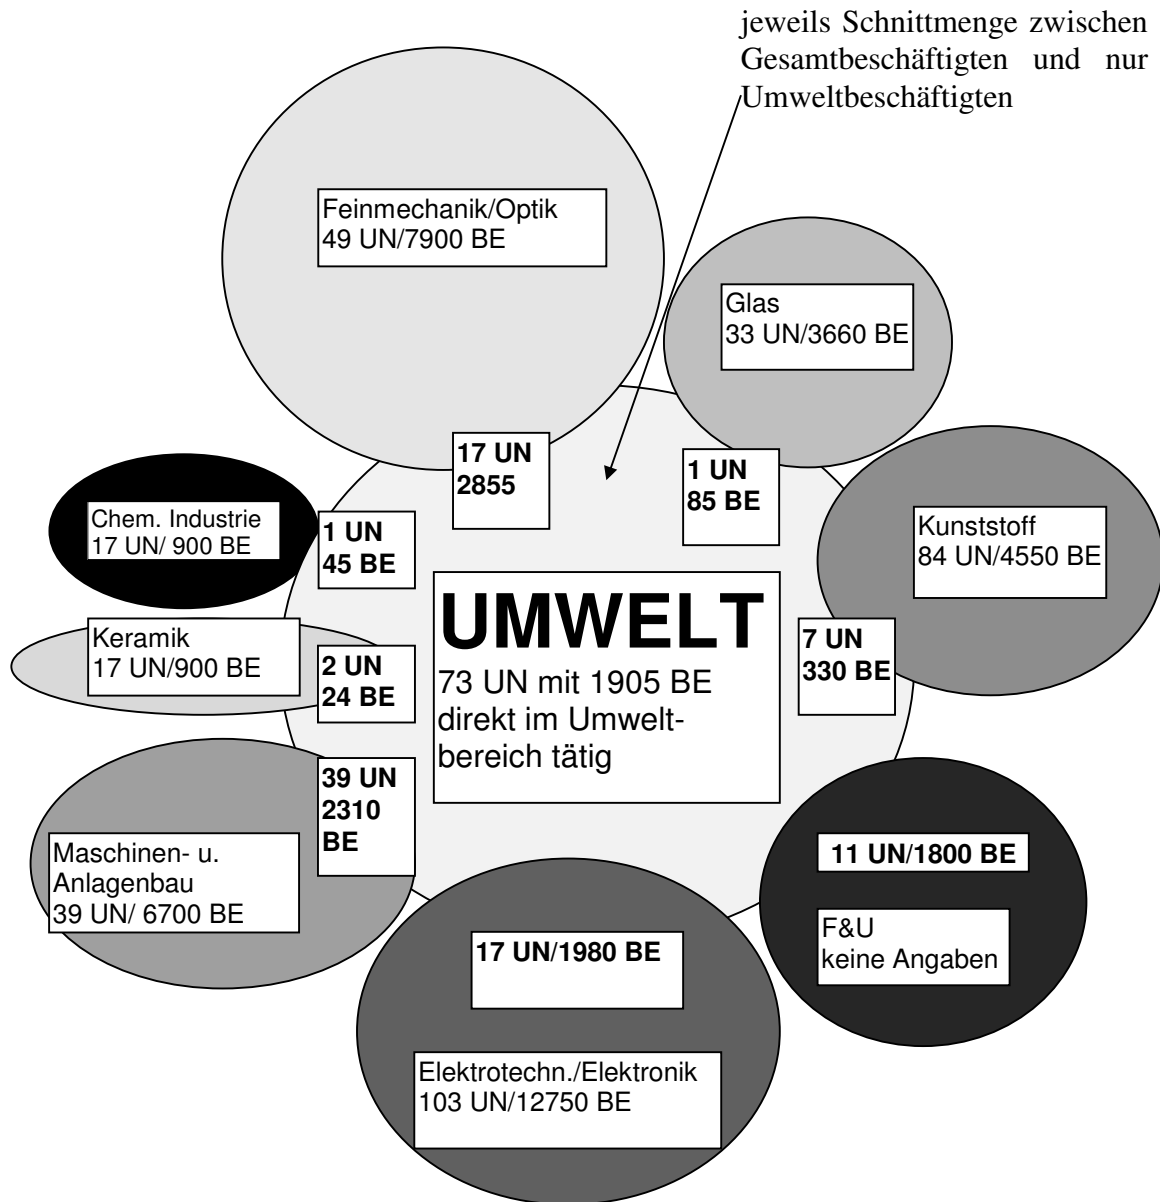 jeweils Schnittmenge zwischen
Gesamtbeschäftigten und nur
Umweltbeschäftigten
Feinmechanik/Optik
49 UN/7900 BE
Glas
33 UN/3660 BE
17 UN
2855
1 UN
85 BE
Chem. Industrie
17 UN/ 900 BE
1 UN
45 BE
Kunststoff
84 UN/4550 BE
UMWELT
73 UN mit 1905 BE
direkt im Umwelt-
bereich tätig
Keramik
17 UN/900 BE
2 UN
24 BE
7 UN
330 BE
39 UN
2310
BE
Maschinen- u.
Anlagenbau
39 UN/ 6700 BE
11 UN/1800 BE
F&U
keine Angaben
17 UN/1980 BE
Elektrotechn./Elektronik
103 UN/12750 BE